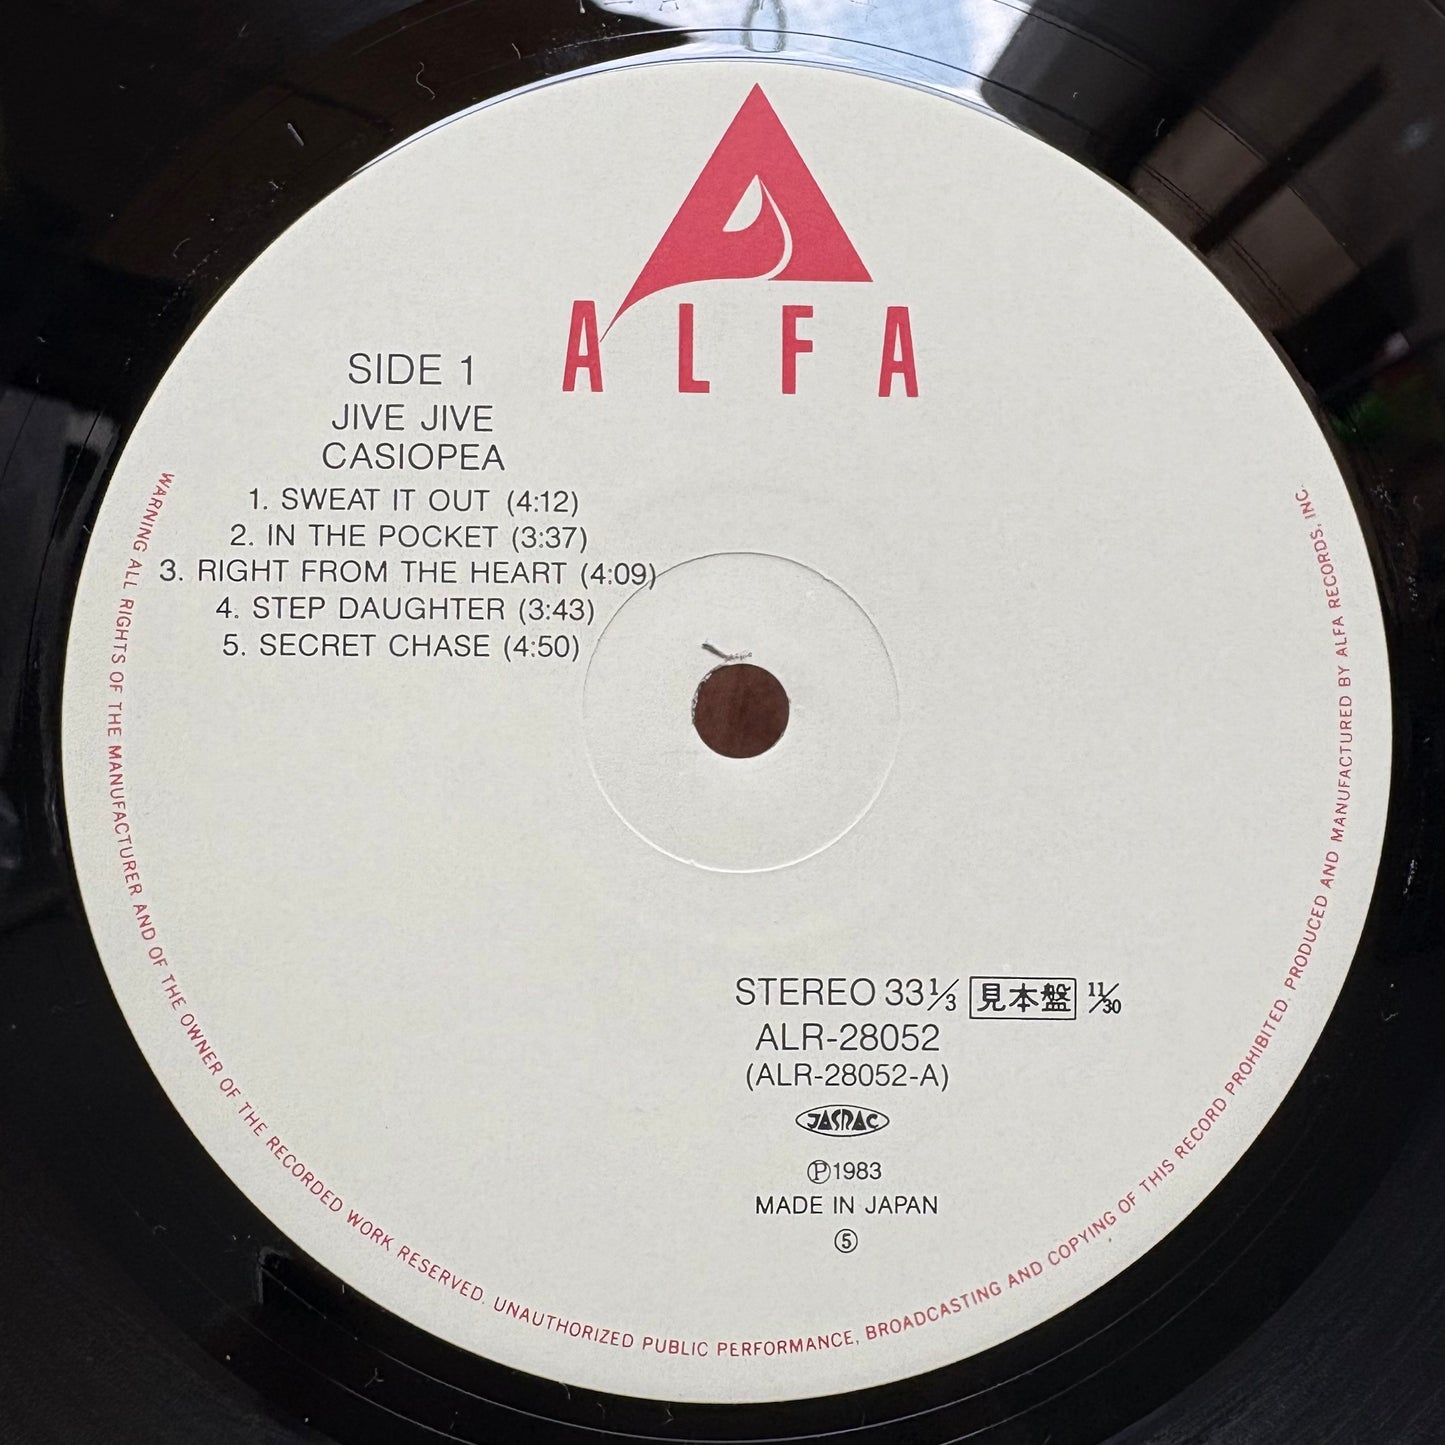 ALFA
SIDE 1
JIVE JIVE
CASIOPEA
1. SWEAT IT OUT (4:12)
2. IN THE POCKET (3:37)
3. RIGHT FROM THE HEART (4:09)
4. STEP DAUGHTER (3:43)
5. SECRET CHASE (4:50)
STEREO 33 1/3 見本盤 11/30
ALR-28052
(ALR-28052-A)
JASRAC
Ⓟ1983
MADE IN JAPAN
⑤
WARNING ALL RIGHTS OF THE MANUFACTURER AND OF THE OWNER OF THE RECORDED WORK RESERVED. UNAUTHORIZED PUBLIC PERFORMANCE, BROADCASTING AND COPYING OF THIS RECORD PROHIBITED. PRODUCED AND MANUFACTURED BY ALFA RECORDS, INC.